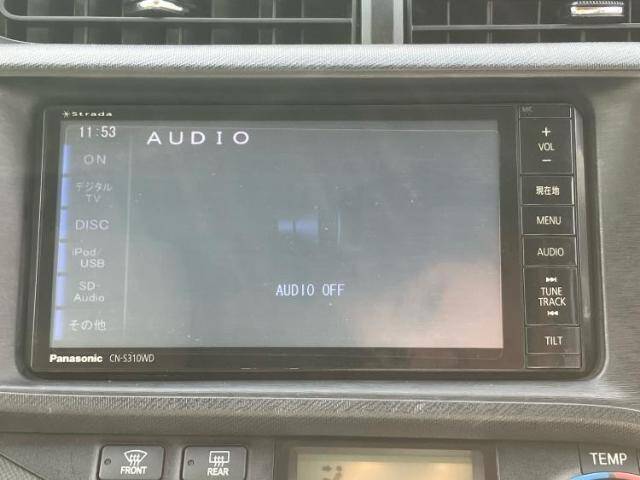 Strada
MIC
11:53
AUDIO
ON
デジタル
TV
DISC
iPod/
USB
SD-
Audio
その他
AUDIO OFF
+
VOL
−
現在地
MENU
AUDIO
TUNE
TRACK
TILT
Panasonic CN-S310WD
FRONT
REAR
TEMP